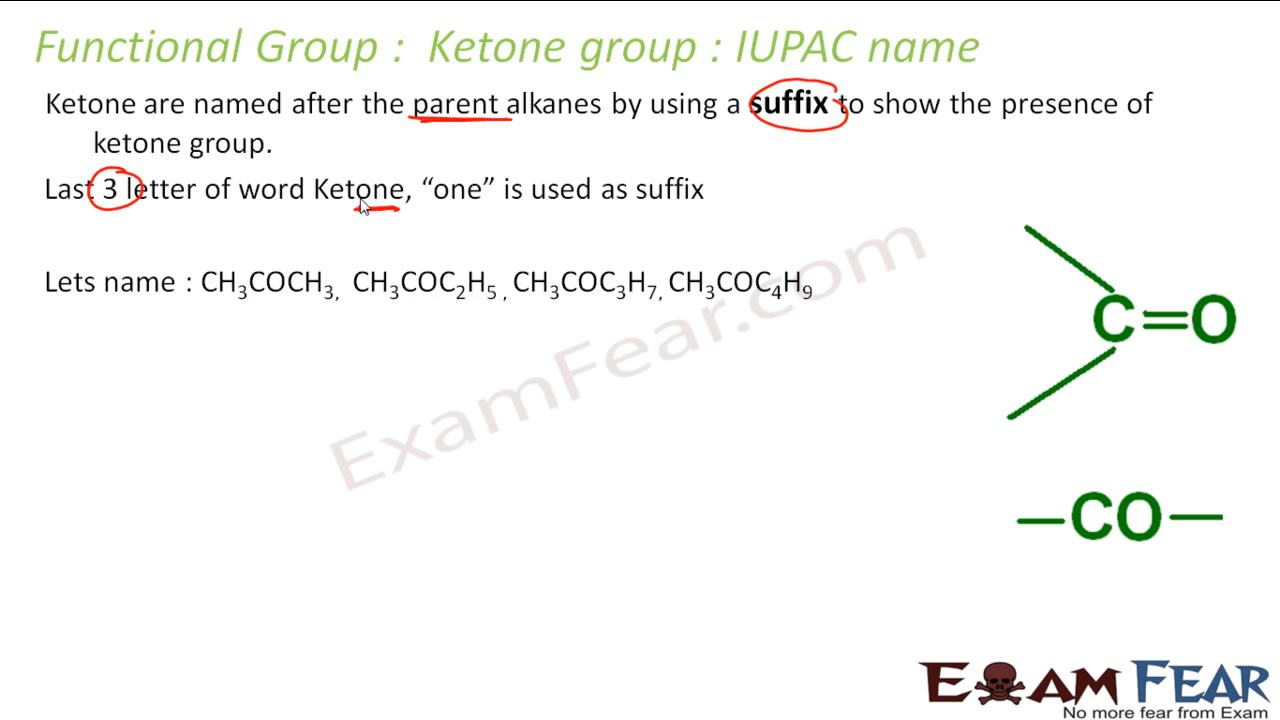 Functional Group : Ketone group : IUPAC name
Ketone are named after the parent alkanes by using a suffix to show the presence of
ketone group.
Last 3 letter of word Ketone, “one” is used as suffix
Lets name : CH₃COCH₃, CH₃COC₂H₅ , CH₃COC₃H₇, CH₃COC₄H₉
C=O
—CO—
ExamFear.com
EXAM FEAR
No more fear from Exam